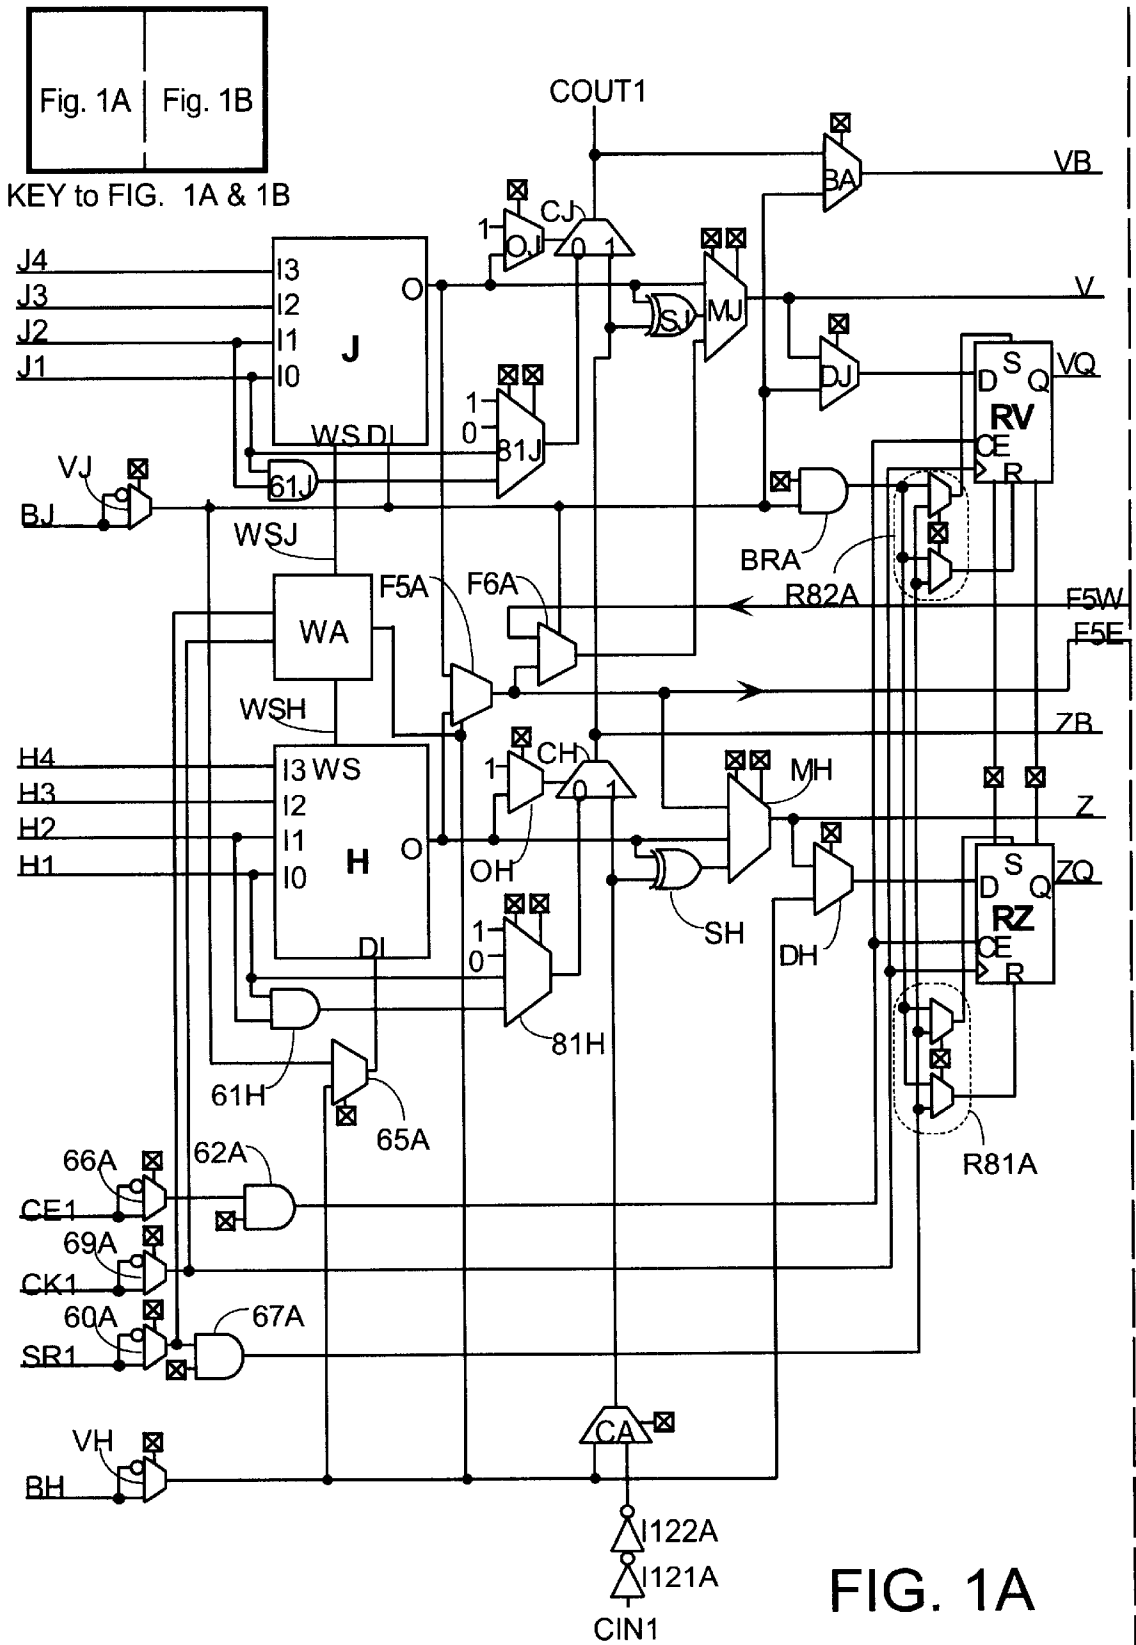 Fig. 1A Fig. 1B
KEY to FIG. 1A & 1B
COUT1
BA
VB
CJ
1
OJ
0 1
J4
J3
J2
J1
I3
I2
I1
I0
J
O
WS DI
SJ
MJ
V
DJ
S
D Q
RV
CE
R
VQ
1
0
81J
61J
VJ
BJ
WSJ
BRA
R82A
F5A
F6A
F5W
F5E
WA
WSH
ZB
H4
H3
H2
H1
I3 WS
I2
I1
I0
H
O
DI
1
OH
CH
0 1
MH
Z
SH
DH
S
D Q
RZ
CE
R
ZQ
1
0
81H
61H
65A
R81A
66A
CE1
62A
69A
CK1
60A
SR1
67A
VH
BH
CA
I122A
I121A
CIN1
FIG. 1A